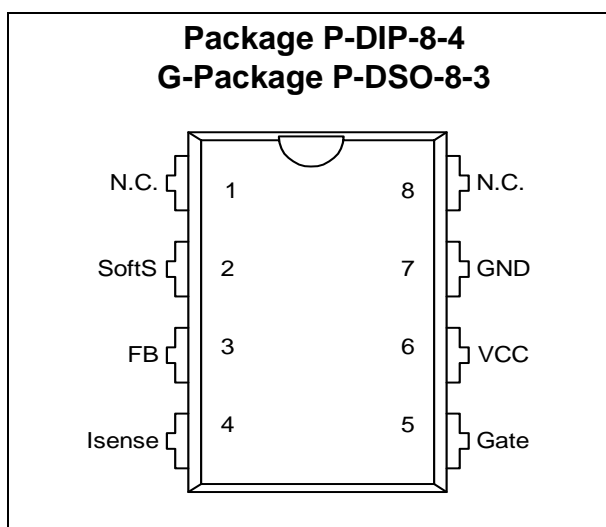 Package P-DIP-8-4
G-Package P-DSO-8-3
N.C. 1 8 N.C.
SoftS 2 7 GND
FB 3 6 VCC
Isense 4 5 Gate